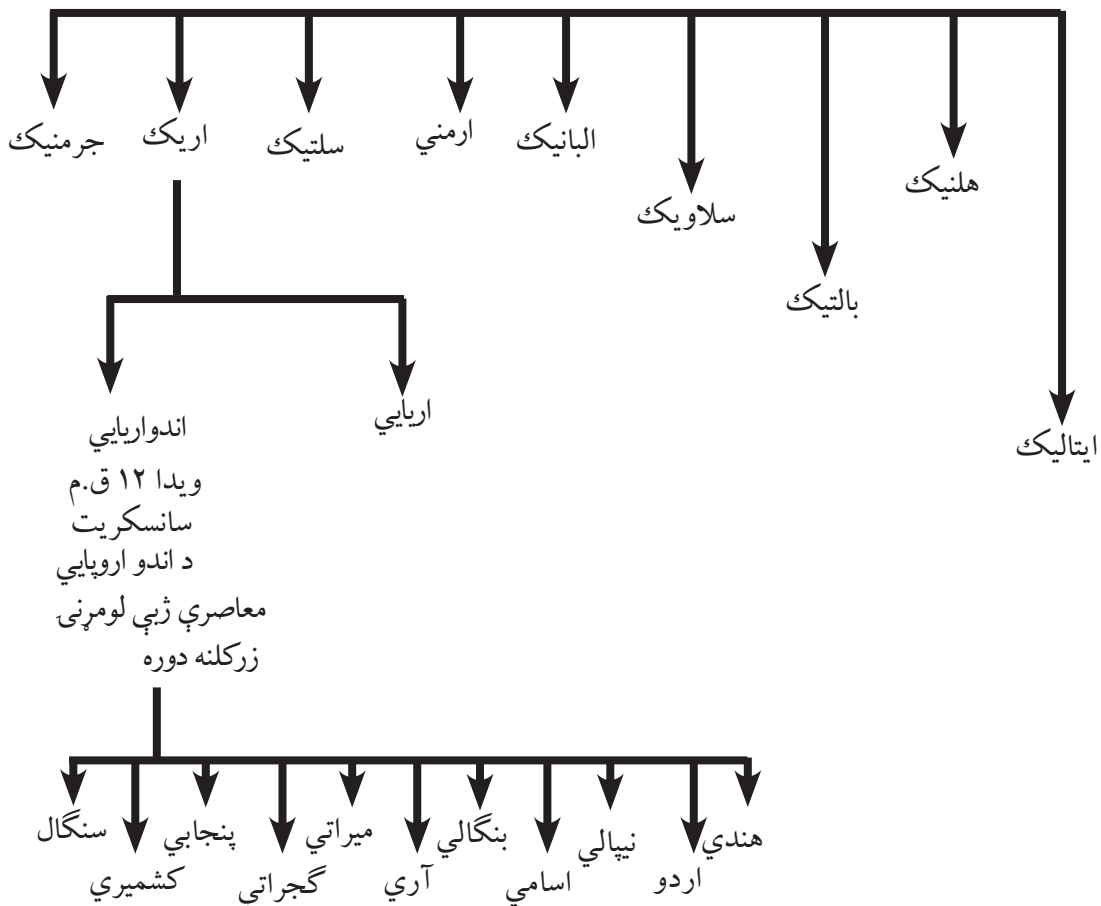 جرمنيک
اريک
سلتيک
ارمني
البانيک
سلاويک
بالتيک
هلنيک
ايتاليک
اريايي
اندواريايي
ويدا ۱۲ ق.م
سانسکريت
د اندو اروپايي
معاصرې ژبې لومړنۍ
زرکلنه دوره
هندي
اردو
نيپالي
اسامي
بنگالي
آري
ميراتي
گجراتی
پنجابي
کشميري
سنگال